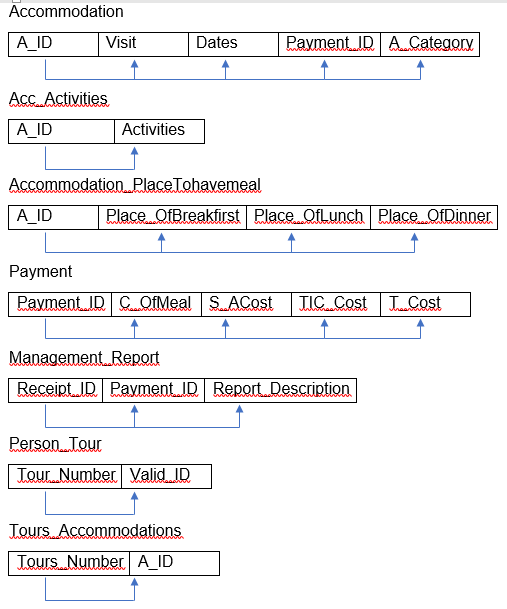 Accommodation
A_ID Visit Dates Payment_ID A_Category
Acc_Activities
A_ID Activities
Accommodation_PlaceTohavemeal
A_ID Place_OfBreakfirst Place_OfLunch Place_OfDinner
Payment
Payment_ID C_OfMeal S_ACost TIC_Cost T_Cost
Management_Report
Receipt_ID Payment_ID Report_Description
Person_Tour
Tour_Number Valid_ID
Tours_Accommodations
Tours_Number A_ID